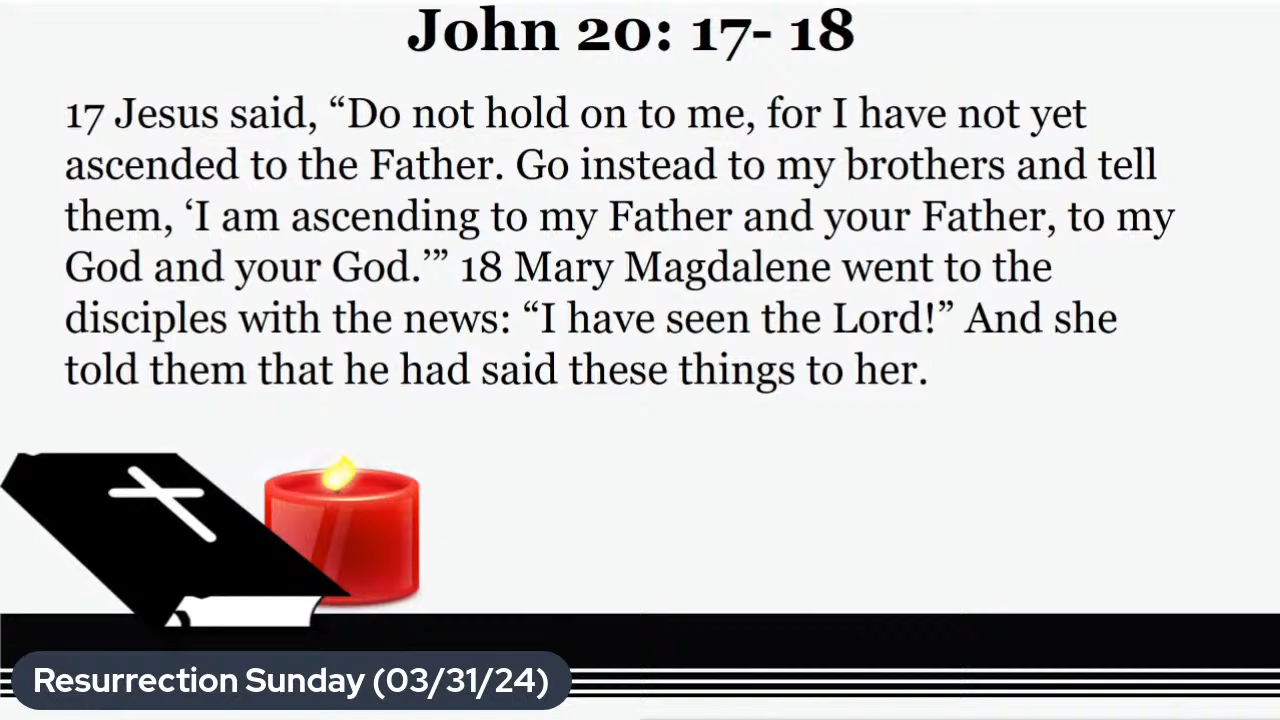 John 20: 17- 18
17 Jesus said, “Do not hold on to me, for I have not yet
ascended to the Father. Go instead to my brothers and tell
them, ‘I am ascending to my Father and your Father, to my
God and your God.’” 18 Mary Magdalene went to the
disciples with the news: “I have seen the Lord!” And she
told them that he had said these things to her.
Resurrection Sunday (03/31/24)